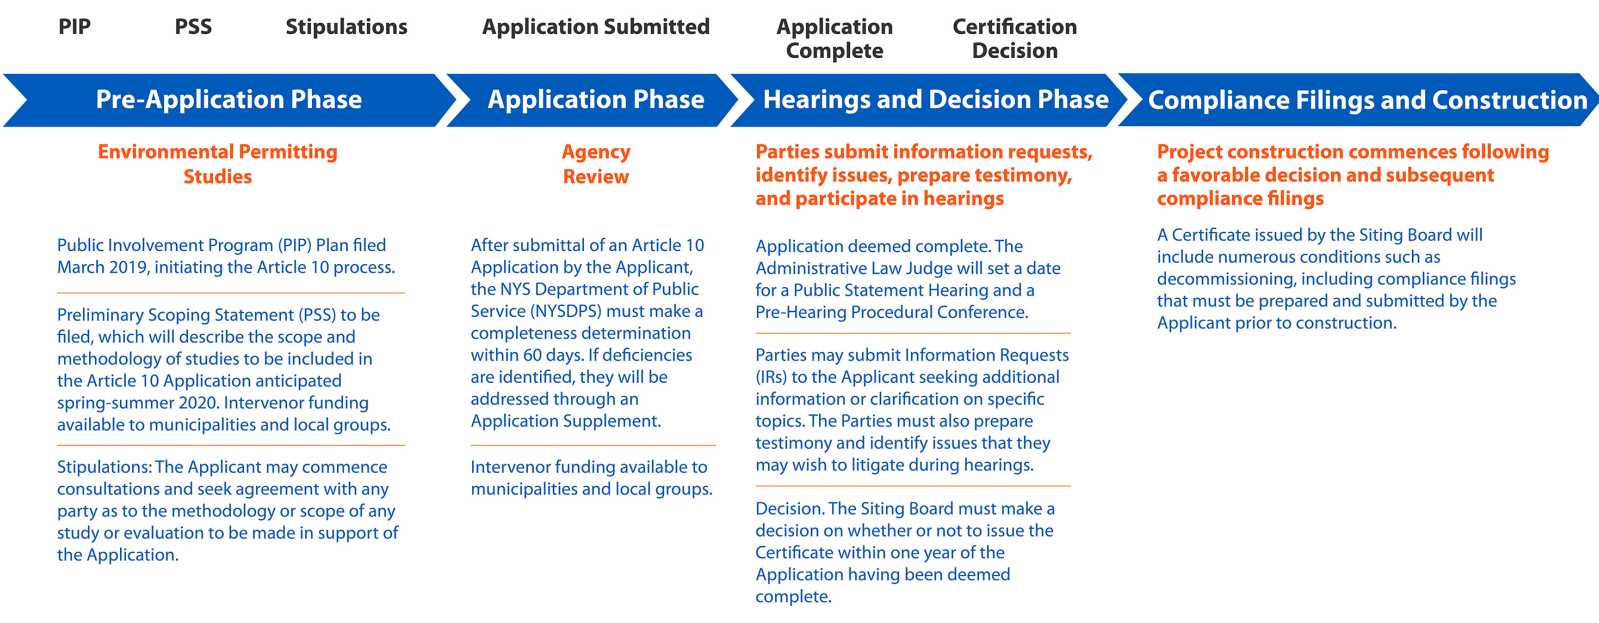 PIP
PSS
Stipulations
Application Submitted
Application
Complete
Certification
Decision
Pre-Application Phase
Application Phase
Hearings and Decision Phase
Compliance Filings and Construction
Environmental Permitting
Studies
Public Involvement Program (PIP) Plan filed
March 2019, initiating the Article 10 process.
Preliminary Scoping Statement (PSS) to be
filed, which will describe the scope and
methodology of studies to be included in
the Article 10 Application anticipated
spring-summer 2020. Intervenor funding
available to municipalities and local groups.
Stipulations: The Applicant may commence
consultations and seek agreement with any
party as to the methodology or scope of any
study or evaluation to be made in support of
the Application.
Agency
Review
After submittal of an Article 10
Application by the Applicant,
the NYS Department of Public
Service (NYSDPS) must make a
completeness determination
within 60 days. If deficiencies
are identified, they will be
addressed through an
Application Supplement.
Intervenor funding available to
municipalities and local groups.
Parties submit information requests,
identify issues, prepare testimony,
and participate in hearings
Application deemed complete. The
Administrative Law Judge will set a date
for a Public Statement Hearing and a
Pre-Hearing Procedural Conference.
Parties may submit Information Requests
(IRs) to the Applicant seeking additional
information or clarification on specific
topics. The Parties must also prepare
testimony and identify issues that they
may wish to litigate during hearings.
Decision. The Siting Board must make a
decision on whether or not to issue the
Certificate within one year of the
Application having been deemed
complete.
Project construction commences following
a favorable decision and subsequent
compliance filings
A Certificate issued by the Siting Board will
include numerous conditions such as
decommissioning, including compliance filings
that must be prepared and submitted by the
Applicant prior to construction.